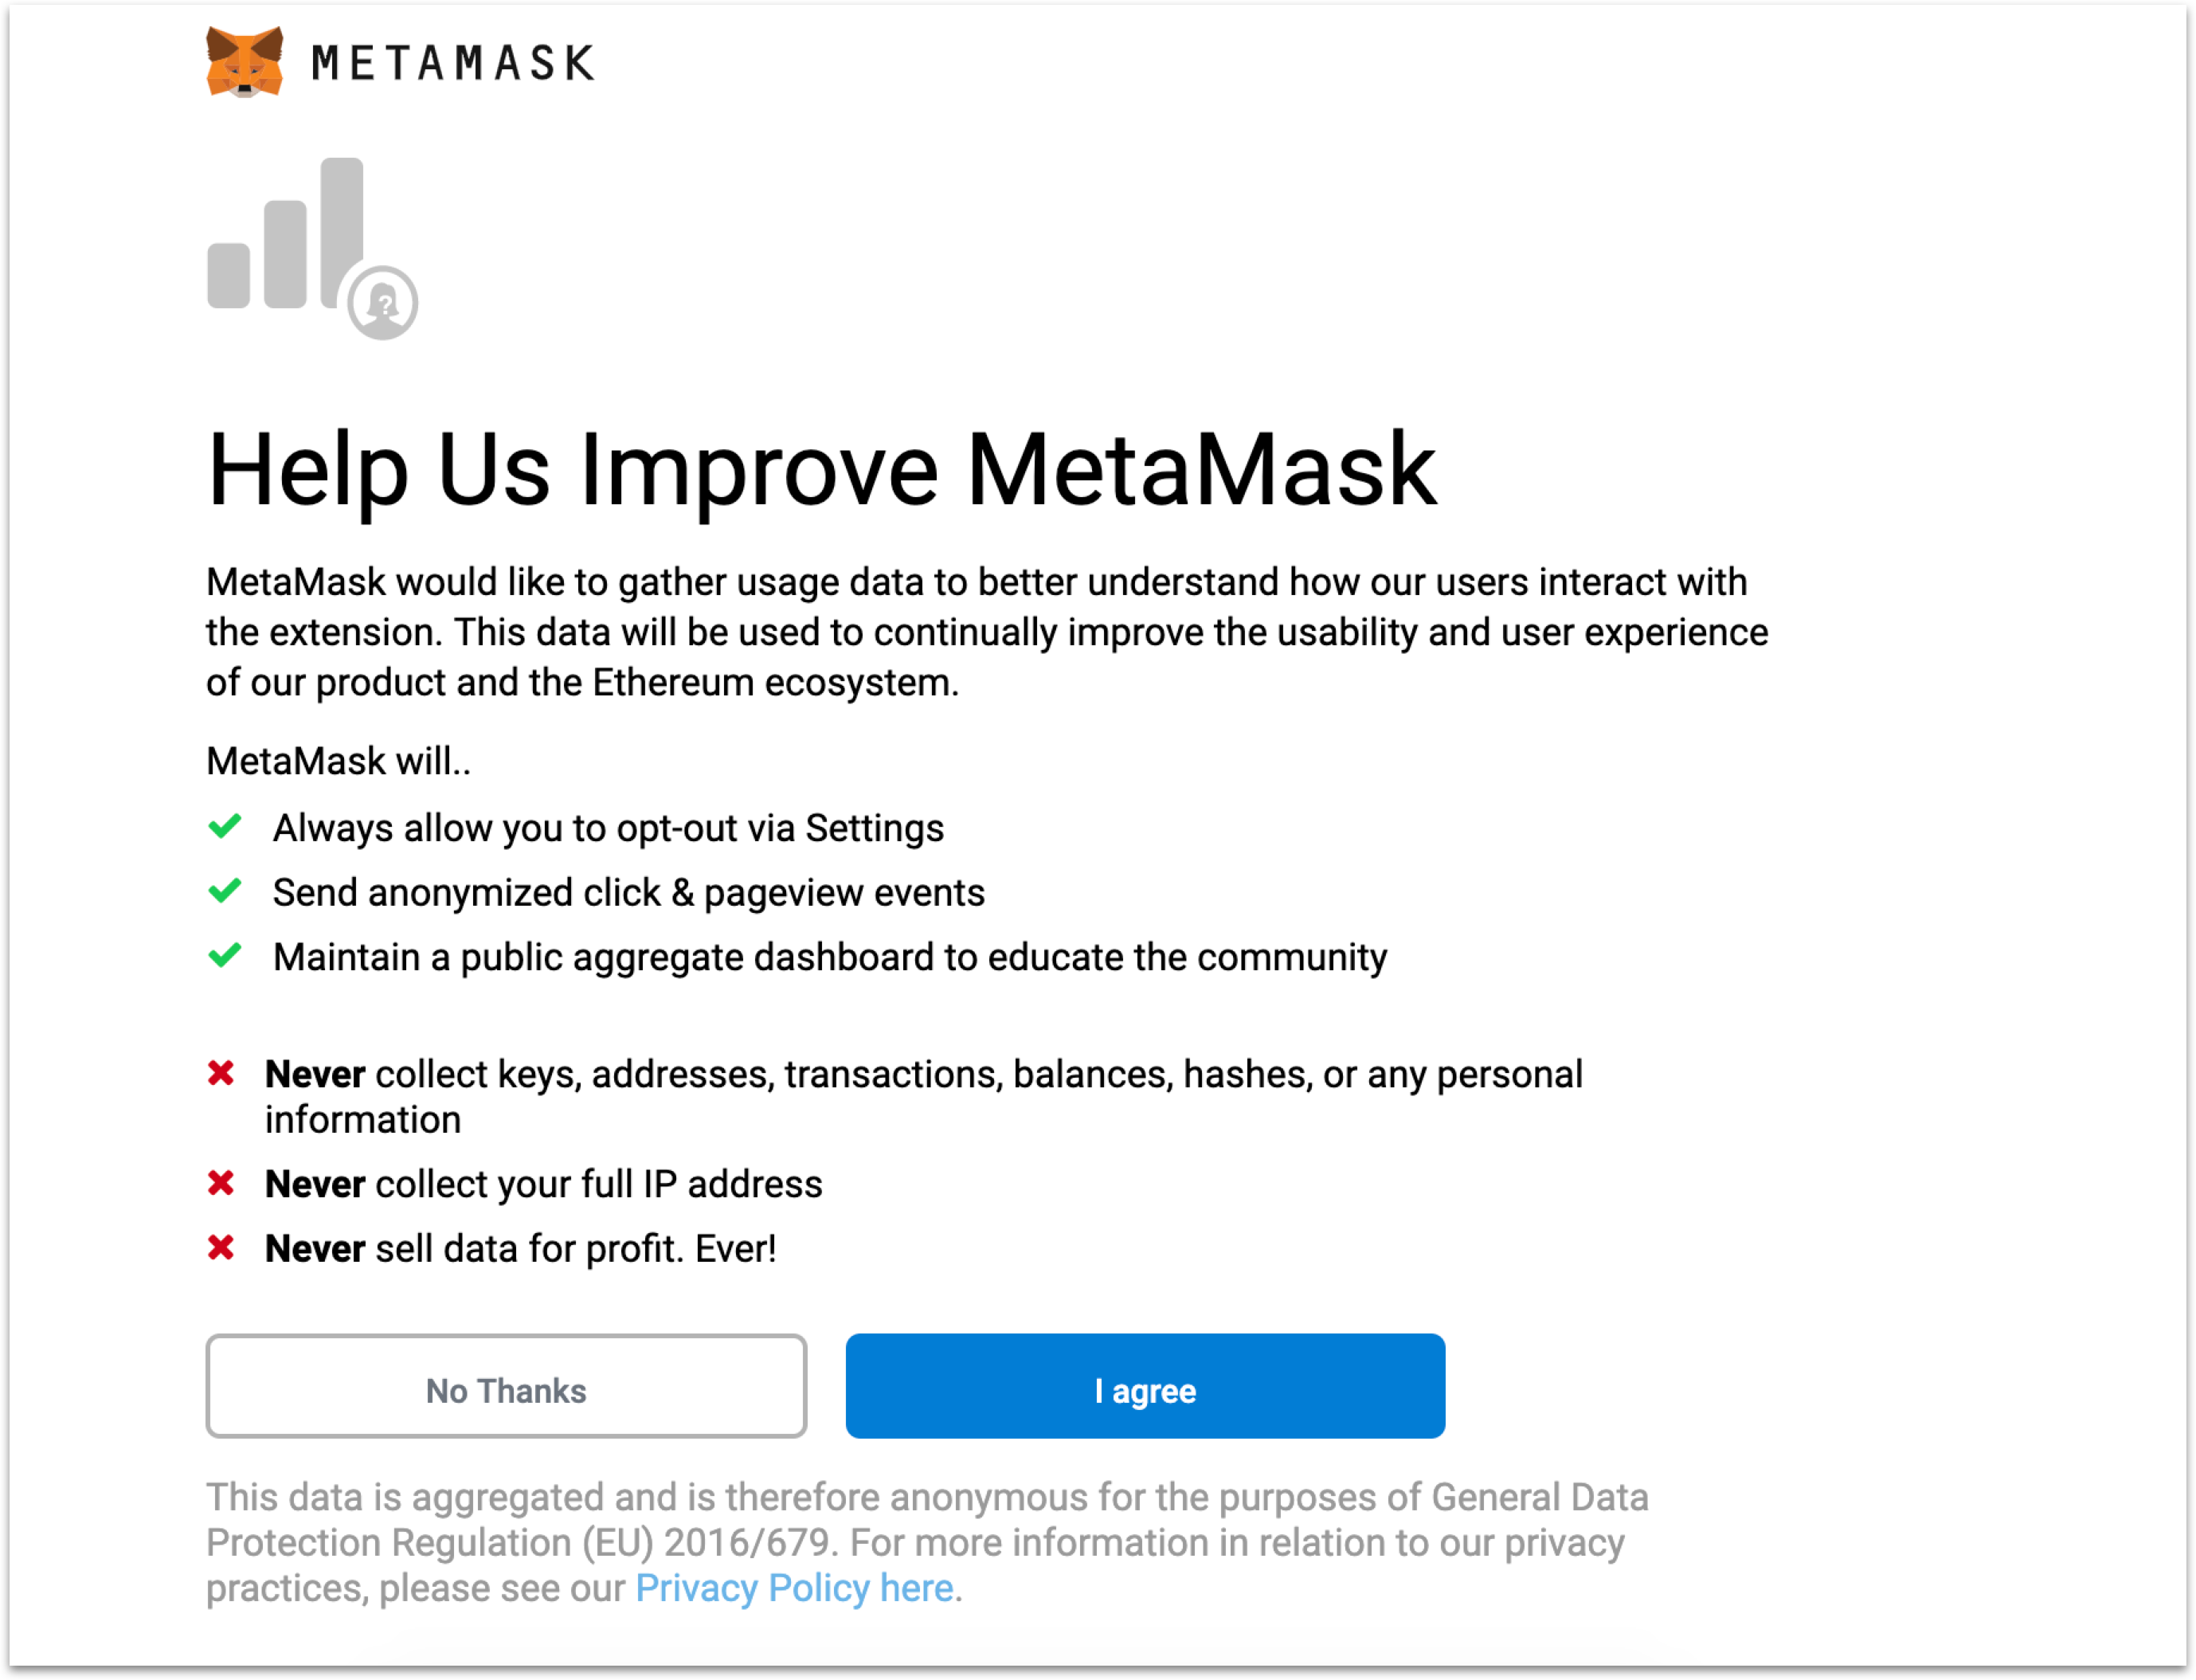 METAMASK
?
Help Us Improve MetaMask
MetaMask would like to gather usage data to better understand how our users interact with
the extension. This data will be used to continually improve the usability and user experience
of our product and the Ethereum ecosystem.
MetaMask will..
Always allow you to opt-out via Settings
Send anonymized click & pageview events
Maintain a public aggregate dashboard to educate the community
Never collect keys, addresses, transactions, balances, hashes, or any personal
information
Never collect your full IP address
Never sell data for profit. Ever!
No Thanks
I agree
This data is aggregated and is therefore anonymous for the purposes of General Data
Protection Regulation (EU) 2016/679. For more information in relation to our privacy
practices, please see our Privacy Policy here.